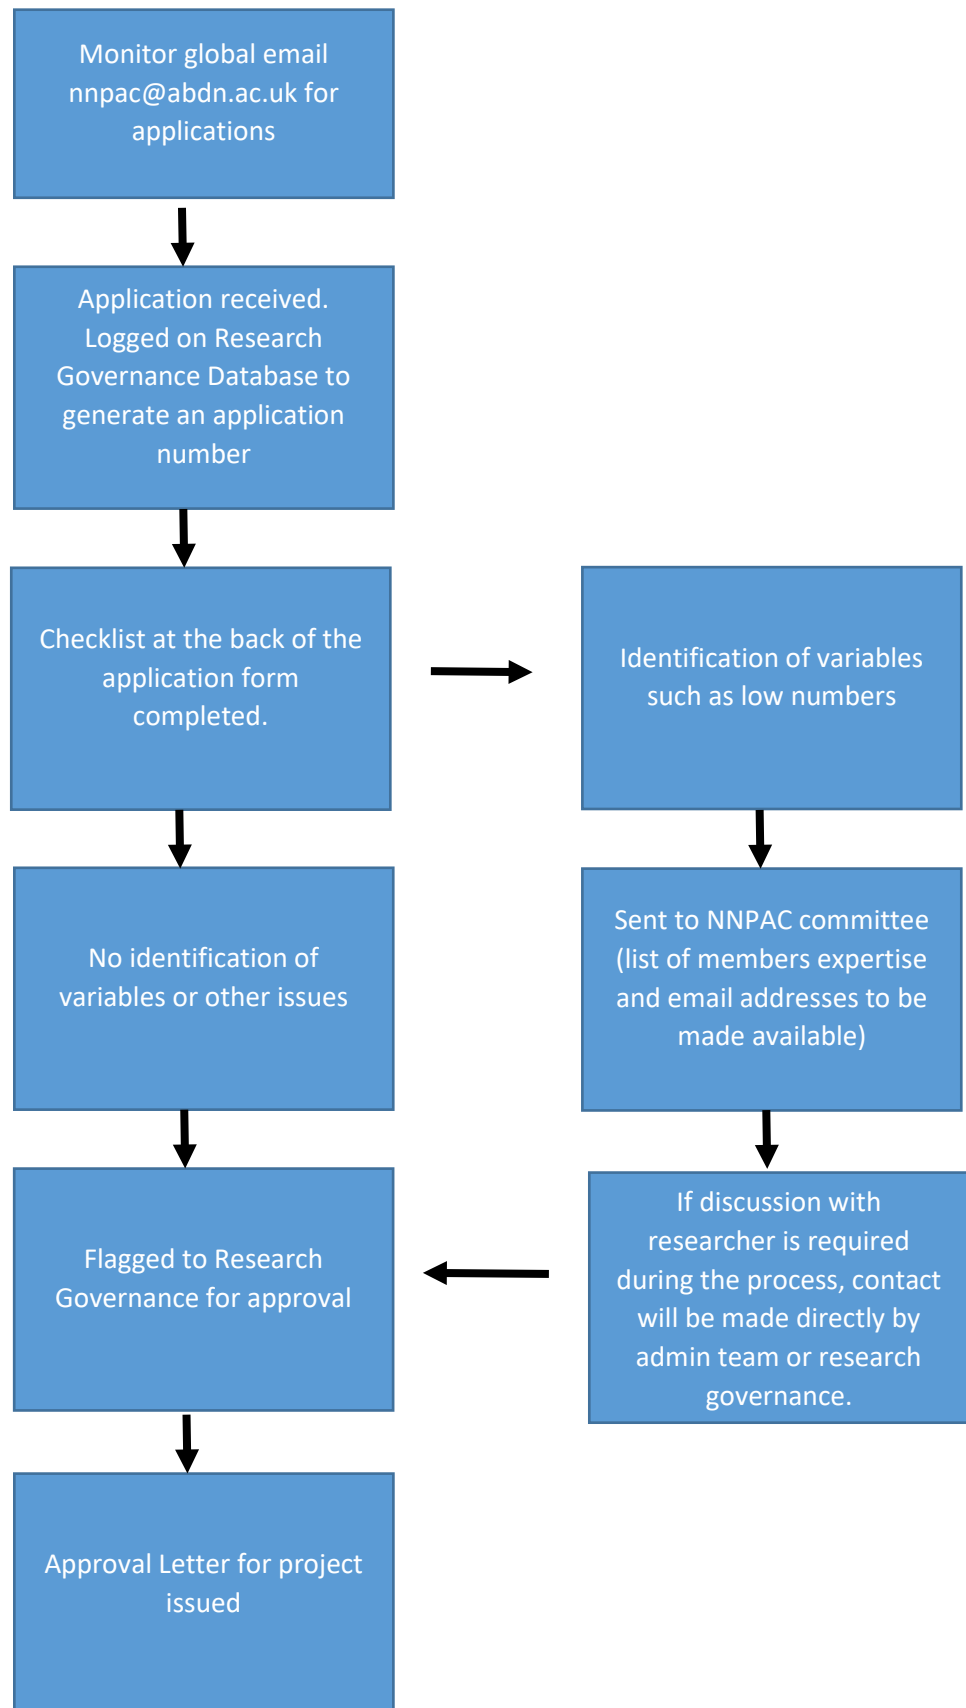 Monitor global email
nnpac@abdn.ac.uk for
applications
Application received.
Logged on Research
Governance Database to
generate an application
number
Checklist at the back of the
application form
completed.
Identification of variables
such as low numbers
No identification of
variables or other issues
Sent to NNPAC committee
(list of members expertise
and email addresses to be
made available)
Flagged to Research
Governance for approval
If discussion with
researcher is required
during the process, contact
will be made directly by
admin team or research
governance.
Approval Letter for project
issued